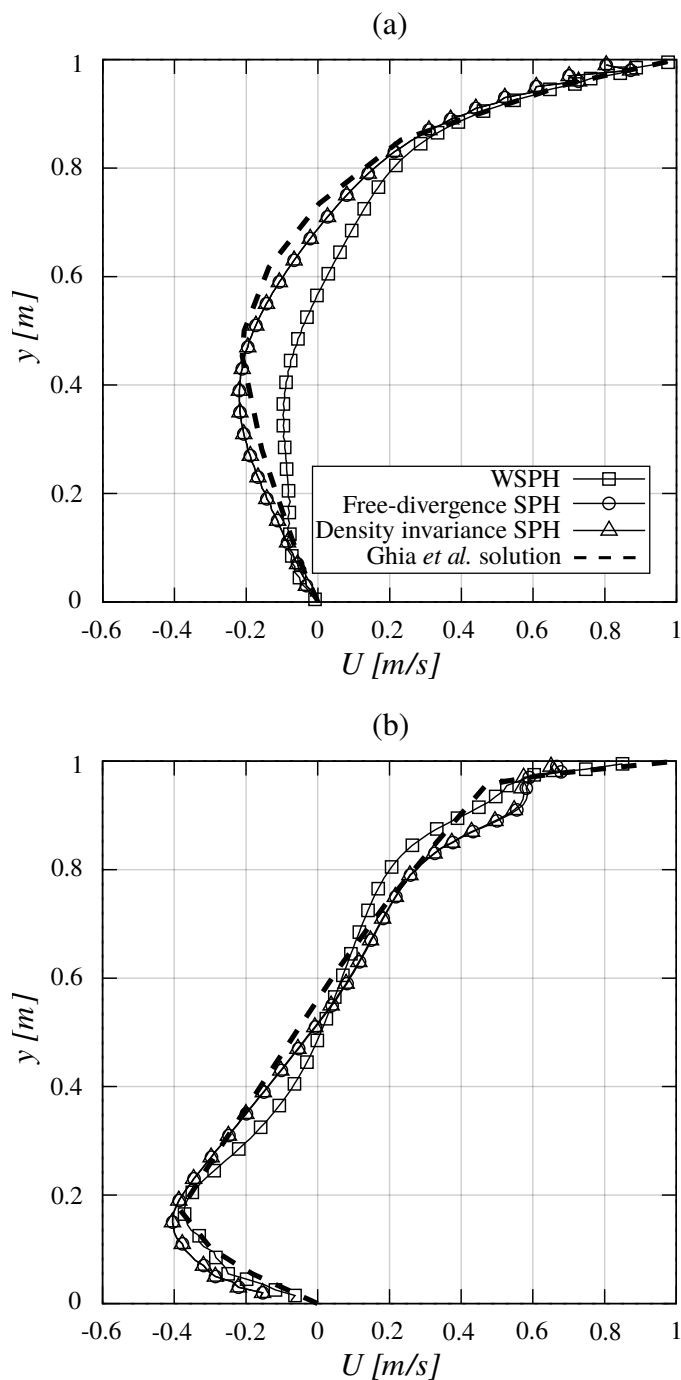 (a)
1
0.8
0.6
0.4
0.2
0
y [m]
WSPH
Free-divergence SPH
Density invariance SPH
Ghia et al. solution
-0.6 -0.4 -0.2 0 0.2 0.4 0.6 0.8 1
U [m/s]
(b)
1
0.8
0.6
0.4
0.2
0
y [m]
-0.6 -0.4 -0.2 0 0.2 0.4 0.6 0.8 1
U [m/s]